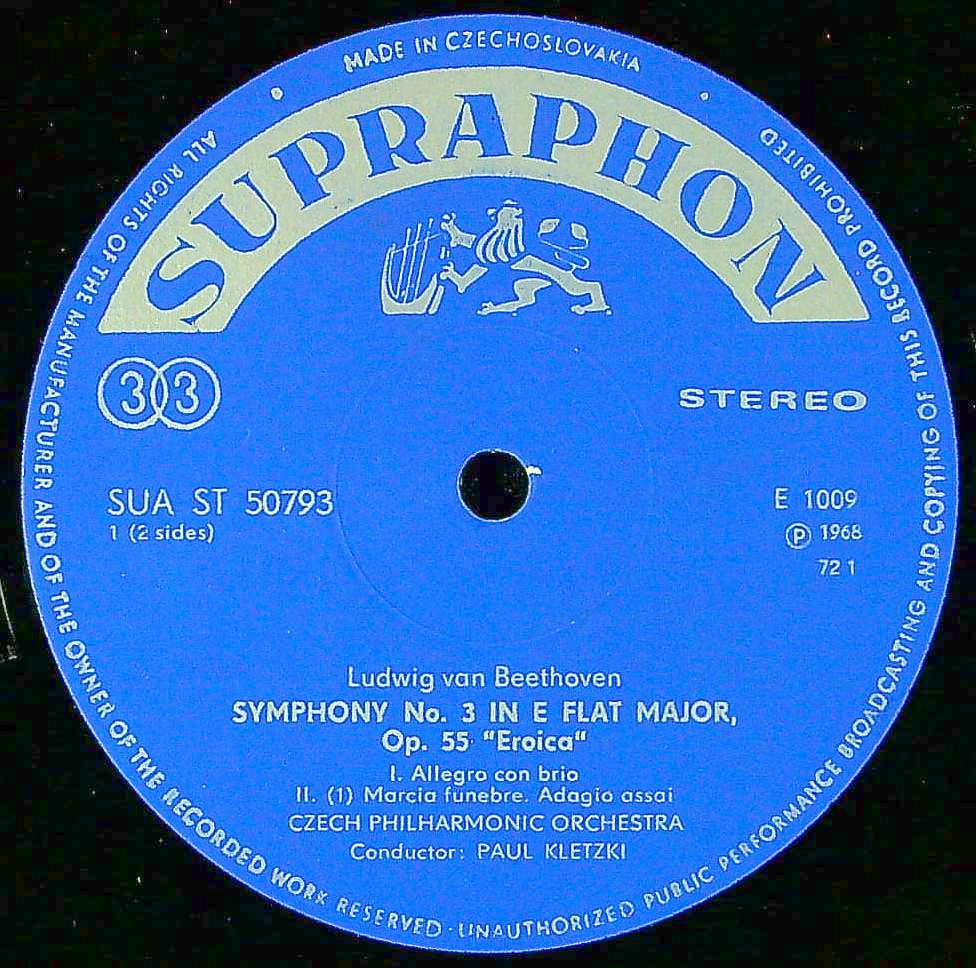 MADE IN CZECHOSLOVAKIA
SUPRAPHON
33
STEREO
SUA ST 50793
E 1009
1 (2 sides)
Ⓟ 1968
72 1
Ludwig van Beethoven
SYMPHONY No. 3 IN E FLAT MAJOR,
Op. 55 "Eroica"
I. Allegro con brio
II. (1) Marcia funebre. Adagio assai
CZECH PHILHARMONIC ORCHESTRA
Conductor: PAUL KLETZKI
ALL RIGHTS OF THE MANUFACTURER AND OF THE OWNER OF THE RECORDED WORK RESERVED · UNAUTHORIZED PUBLIC PERFORMANCE BROADCASTING AND COPYING OF THIS RECORD PROHIBITED